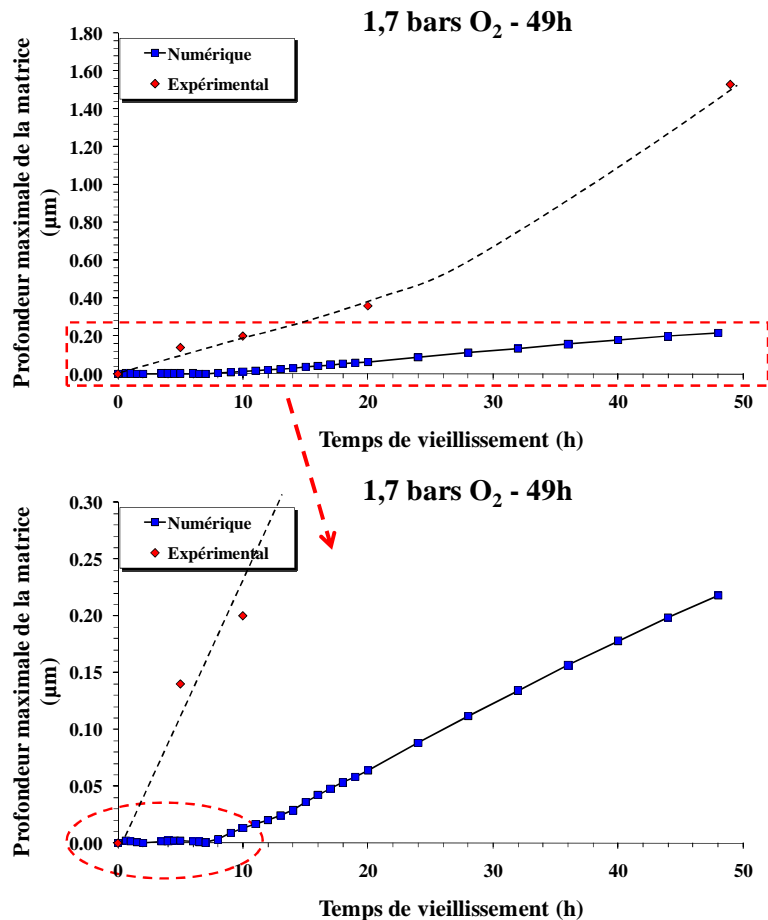 1,7 bars O₂ - 49h
1.80
1.60
1.40
1.20
1.00
0.80
0.60
0.40
0.20
0.00
Numérique
Expérimental
Profondeur maximale de la matrice
(µm)
0 10 20 30 40 50
Temps de vieillissement (h)
1,7 bars O₂ - 49h
0.30
0.25
0.20
0.15
0.10
0.05
0.00
Numérique
Expérimental
Profondeur maximale de la matrice
(µm)
0 10 20 30 40 50
Temps de vieillissement (h)